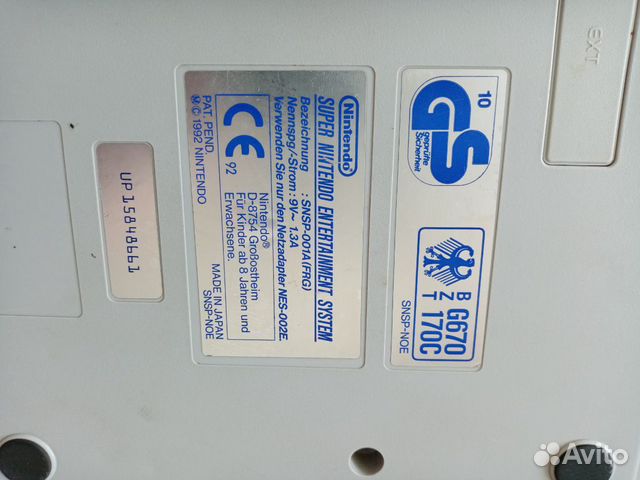 Nintendo®
SUPER NINTENDO ENTERTAINMENT SYSTEM
Bezeichnung : SNSP-001A(FRG)
Nennspg/-Strom : 9V~ 1.3A
Verwenden Sie nur den Netzadapter NES-002E.
CE 92
Nintendo®
D-8754 Großostheim
Für Kinder ab 8 Jahren und
Erwachsene.
PAT. PEND.
Ⓜ © 1992 NINTENDO
MADE IN JAPAN
SNSP-NOE
UP15848661
10
GS
geprüfte
Sicherheit
B G670
Z
T 170C
SNSP-NOE
EXT
Avito